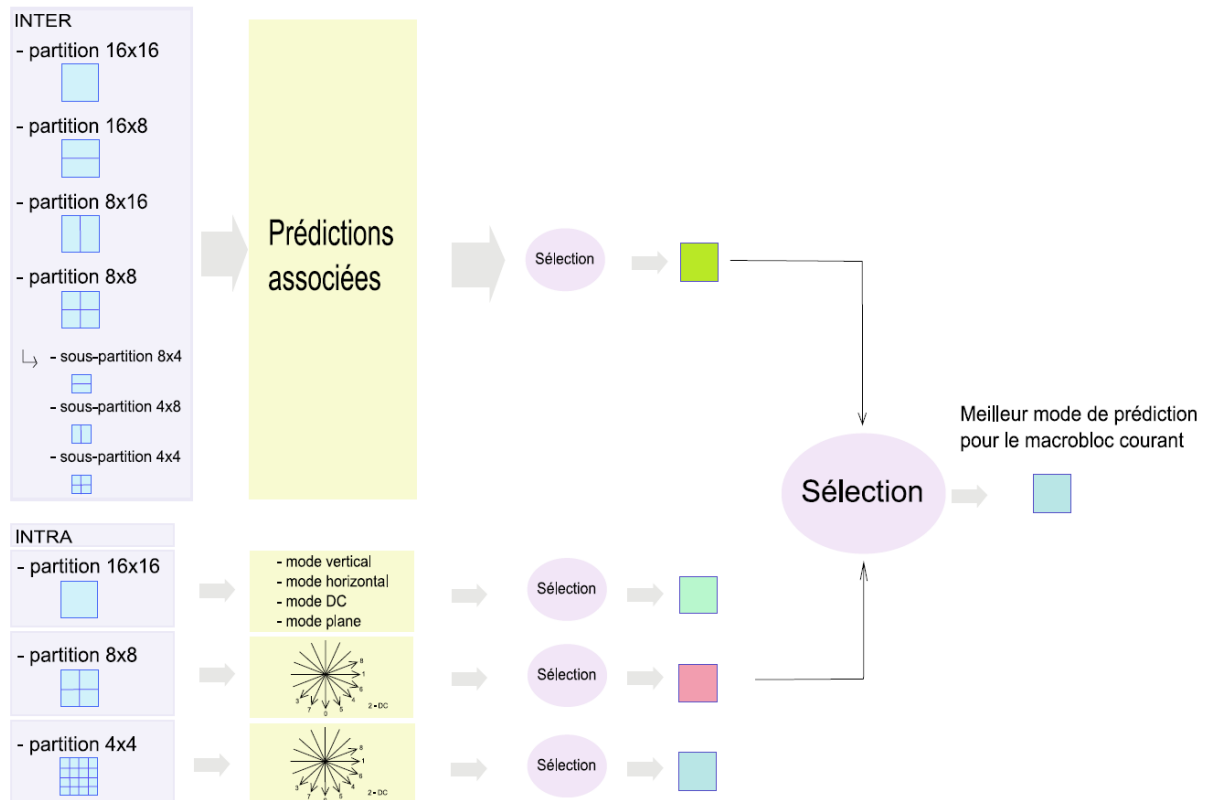 INTER
- partition 16x16
- partition 16x8
- partition 8x16
- partition 8x8
- sous-partition 8x4
- sous-partition 4x8
- sous-partition 4x4
Prédictions
associées
Sélection
INTRA
- partition 16x16
- mode vertical
- mode horizontal
- mode DC
- mode plane
Sélection
- partition 8x8
8
1
6
4
5
0
7
3
2 - DC
Sélection
- partition 4x4
8
1
6
4
5
7
3
2 - DC
Sélection
Sélection
Meilleur mode de prédiction
pour le macrobloc courant